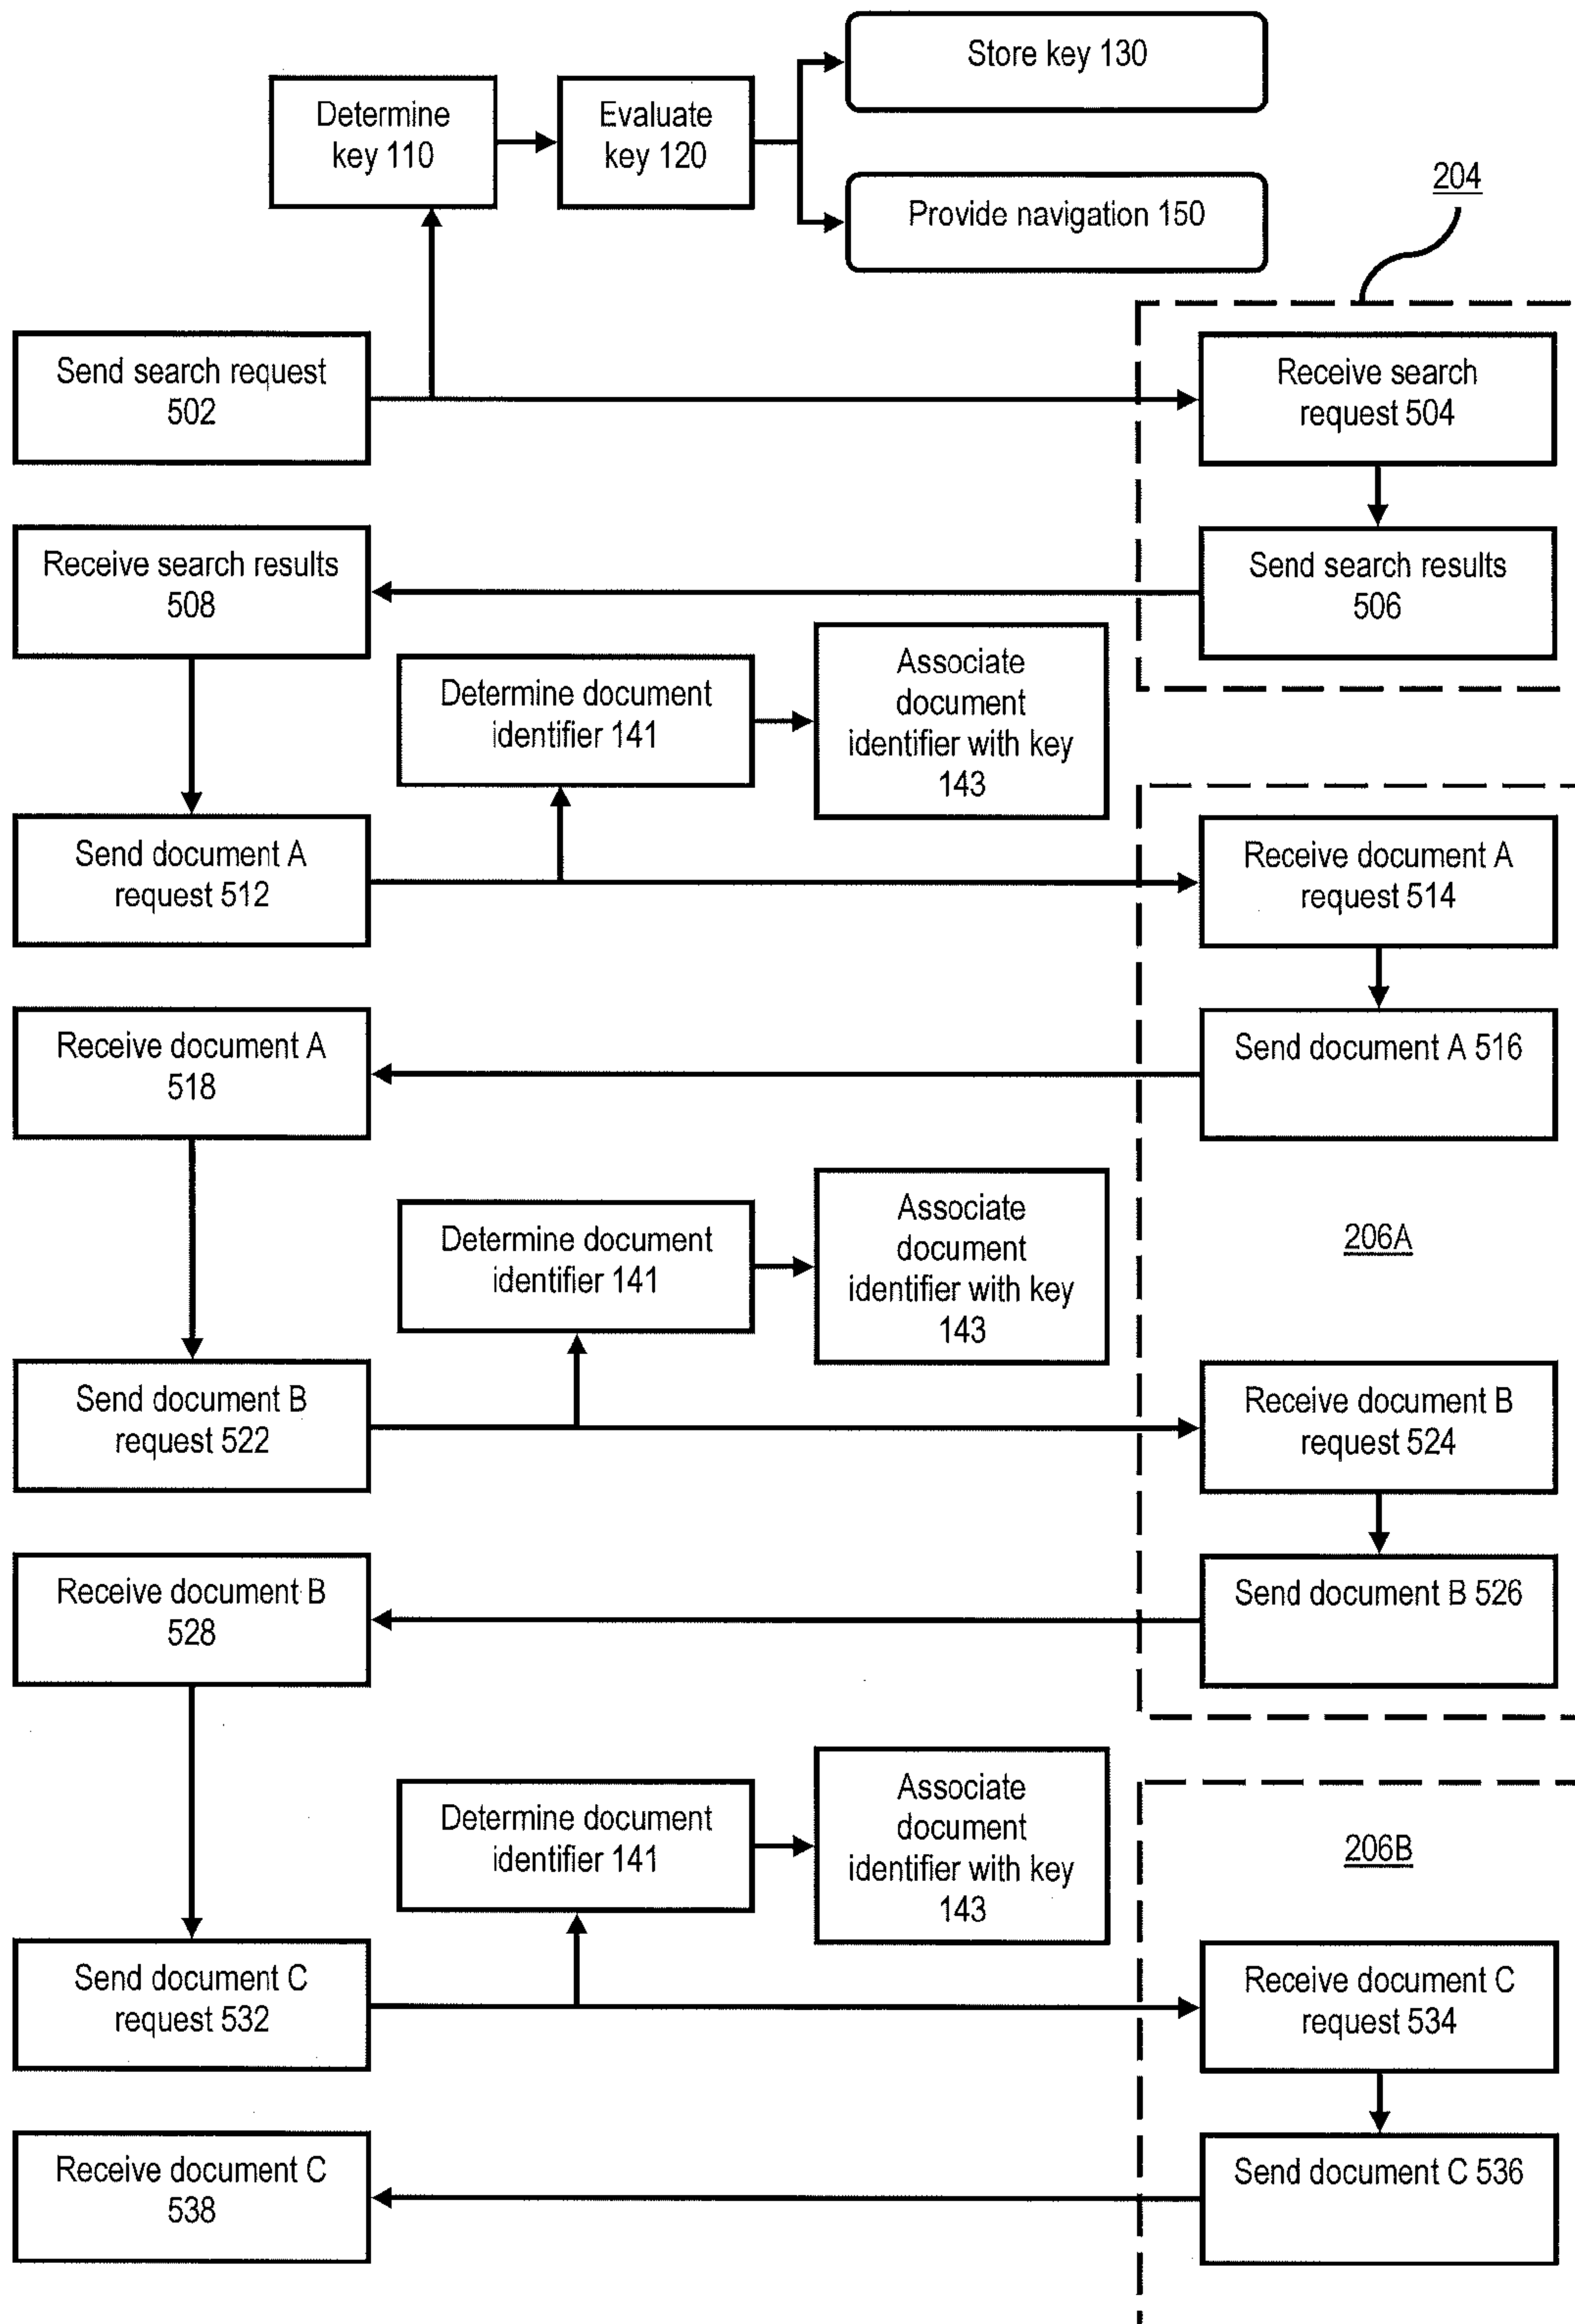 Store key 130
Determine
key 110
Evaluate
key 120
Provide navigation 150
204
Send search request
502
Receive search
request 504
Receive search results
508
Send search results
506
Determine document
identifier 141
Associate
document
identifier with key
143
Send document A
request 512
Receive document A
request 514
Receive document A
518
Send document A 516
Determine document
identifier 141
Associate
document
identifier with key
143
206A
Send document B
request 522
Receive document B
request 524
Receive document B
528
Send document B 526
Determine document
identifier 141
Associate
document
identifier with key
143
206B
Send document C
request 532
Receive document C
request 534
Receive document C
538
Send document C 536